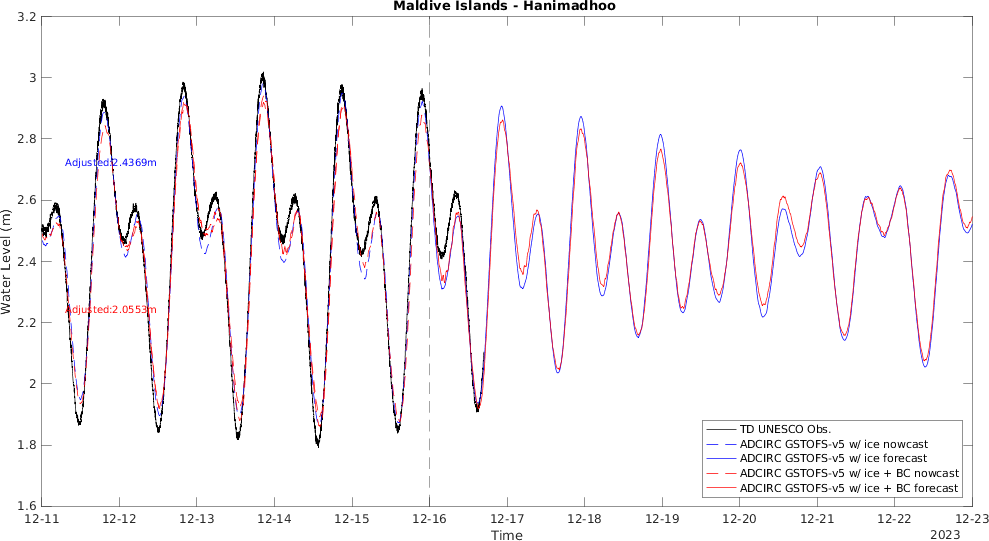 Maldive Islands - Hanimadhoo
3.2
3
2.8
2.6
2.4
2.2
2
1.8
1.6
Water Level (m)
Adjusted:2.4369m
Adjusted:2.0553m
TD UNESCO Obs.
ADCIRC GSTOFS-v5 w/ ice nowcast
ADCIRC GSTOFS-v5 w/ ice forecast
ADCIRC GSTOFS-v5 w/ ice + BC nowcast
ADCIRC GSTOFS-v5 w/ ice + BC forecast
12-11 12-12 12-13 12-14 12-15 12-16 12-17 12-18 12-19 12-20 12-21 12-22 12-23
Time
2023